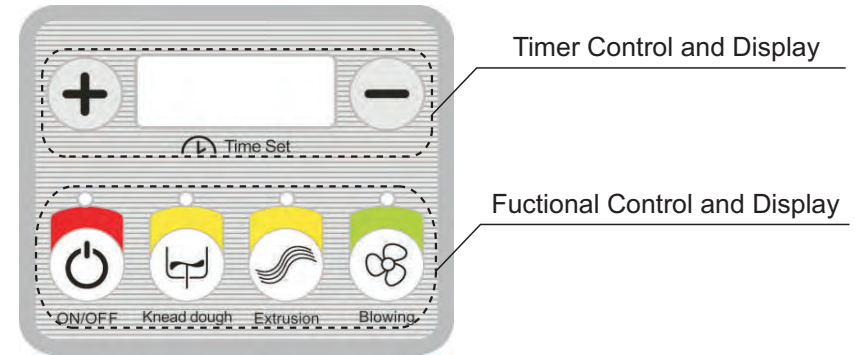 Timer Control and Display
Time Set
Fuctional Control and Display
ON/OFF Knead dough Extrusion Blowing